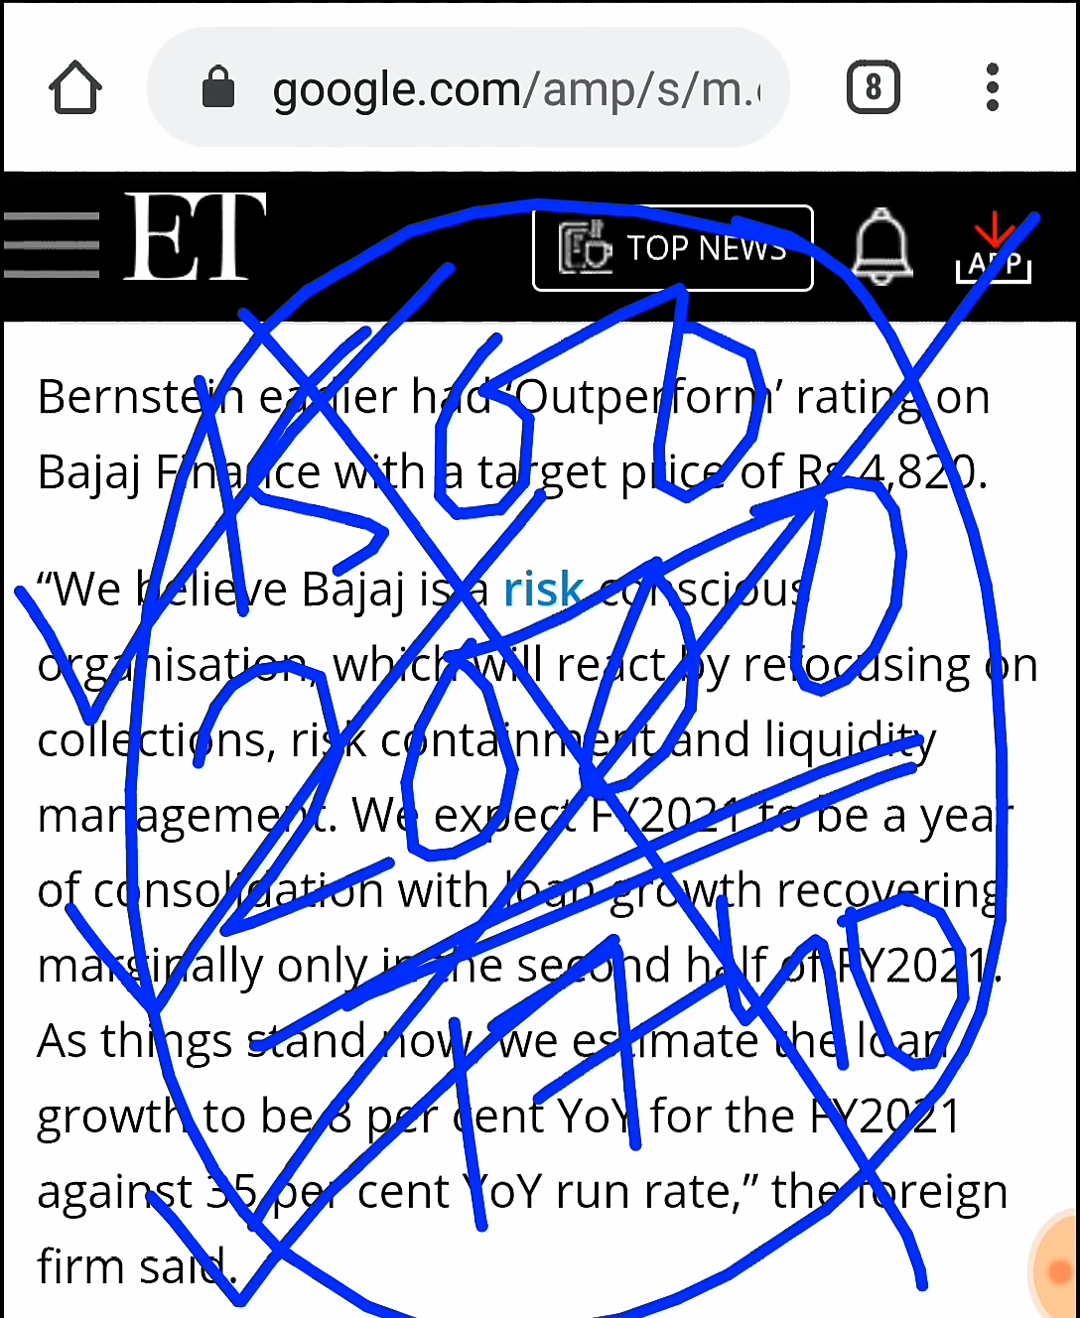 google.com/amp/s/m.
8
ET
TOP NEWS
APP
Bernstein earlier had ‘Outperform’ rating on
Bajaj Finance with a target price of Rs 4,820.
“We believe Bajaj is a risk conscious
organisation, which will react by refocusing on
collections, risk containment and liquidity
management. We expect FY2021 to be a year
of consolidation with loan growth recovering
marginally only in the second half of FY2021.
As things stand now, we estimate the loan
growth to be 8 per cent YoY for the FY2021
against 35 per cent YoY run rate,” the foreign
firm said.
1500
2000
1740